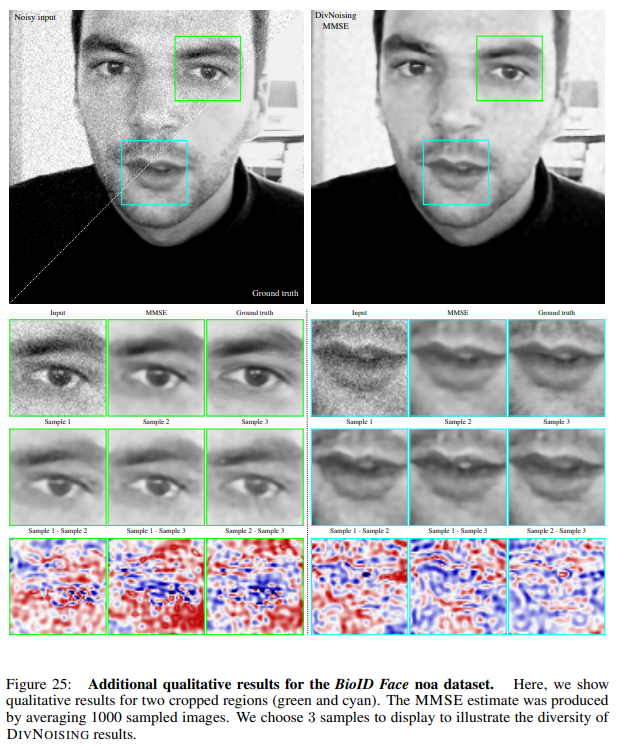 Noisy input
DivNoising
MMSE
Ground truth
Input MMSE Ground truth Input MMSE Ground truth
Sample 1 Sample 2 Sample 3 Sample 1 Sample 2 Sample 3
Sample 1 - Sample 2 Sample 1 - Sample 3 Sample 2 - Sample 3 Sample 1 - Sample 2 Sample 1 - Sample 3 Sample 2 - Sample 3
Figure 25: Additional qualitative results for the BioID Face noa dataset. Here, we show
qualitative results for two cropped regions (green and cyan). The MMSE estimate was produced
by averaging 1000 sampled images. We choose 3 samples to display to illustrate the diversity of
DIVNOISING results.